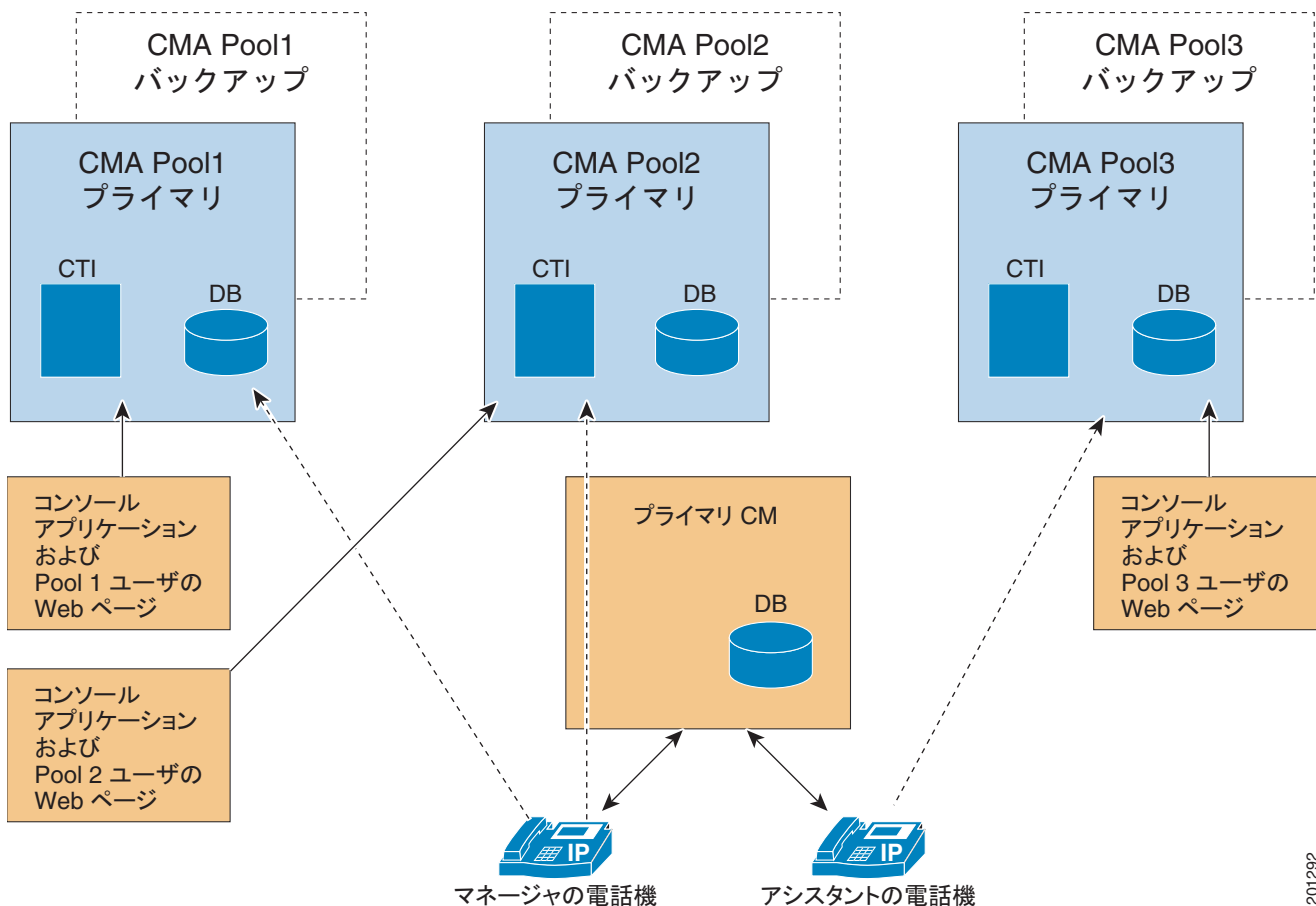 CMA Pool1
バックアップ
CMA Pool2
バックアップ
CMA Pool3
バックアップ
CMA Pool1
プライマリ
CTI
DB
CMA Pool2
プライマリ
CTI
DB
CMA Pool3
プライマリ
CTI
DB
コンソール
アプリケーション
および
Pool 1 ユーザの
Web ページ
プライマリ CM
DB
コンソール
アプリケーション
および
Pool 3 ユーザの
Web ページ
コンソール
アプリケーション
および
Pool 2 ユーザの
Web ページ
IP
マネージャの電話機
IP
アシスタントの電話機
201292